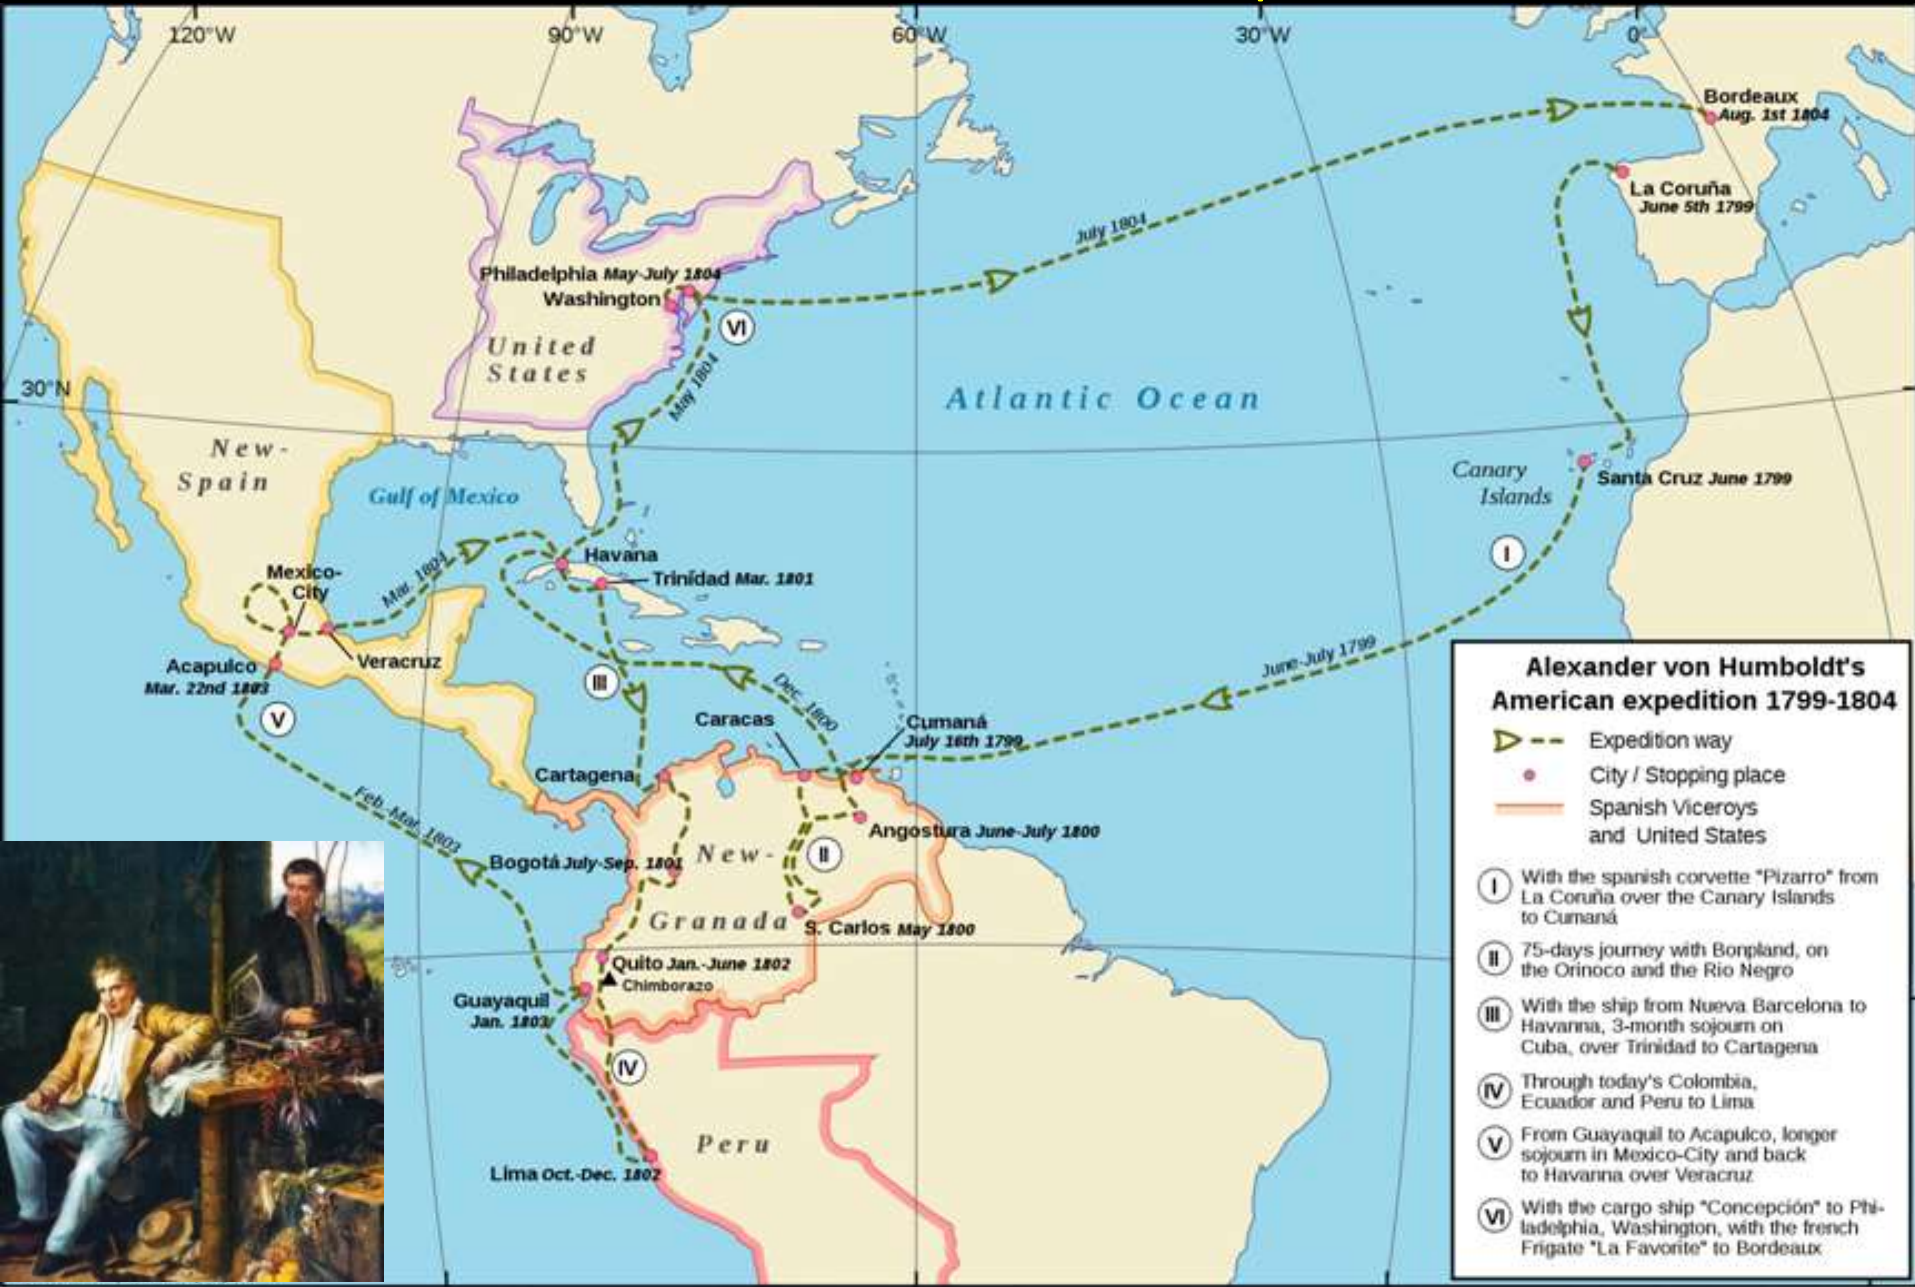 120°W
90°W
60°W
30°W
0°
Bordeaux
Aug. 1st 1804
La Coruña
June 5th 1799
July 1804
Philadelphia May-July 1804
Washington
VI
United
States
May 1804
30°N
Atlantic Ocean
New-
Spain
Gulf of Mexico
Canary
Islands
Santa Cruz June 1799
I
Havana
Trinídad Mar. 1801
Mexico-
City
Mar. 1804
Veracruz
Acapulco
Mar. 22nd 1803
V
III
June-July 1799
Dec. 1800
Caracas
Cumaná
July 16th 1799
Cartagena
Feb.-Mar. 1803
Angostura June-July 1800
Bogotá July-Sep. 1801
New-
II
Granada
S. Carlos May 1800
Quito Jan.-June 1802
Chimborazo
Guayaquil
Jan. 1803
IV
Peru
Lima Oct.-Dec. 1802
Alexander von Humboldt's
American expedition 1799-1804
Expedition way
City / Stopping place
Spanish Viceroys
and United States
I With the spanish corvette "Pizarro" from
La Coruña over the Canary Islands
to Cumaná
II 75-days journey with Bonpland, on
the Orinoco and the Rio Negro
III With the ship from Nueva Barcelona to
Havanna, 3-month sojourn on
Cuba, over Trinidad to Cartagena
IV Through today's Colombia,
Ecuador and Peru to Lima
V From Guayaquil to Acapulco, longer
sojourn in Mexico-City and back
to Havanna over Veracruz
VI With the cargo ship "Concepción" to Phi-
ladelphia, Washington, with the french
Frigate "La Favorite" to Bordeaux